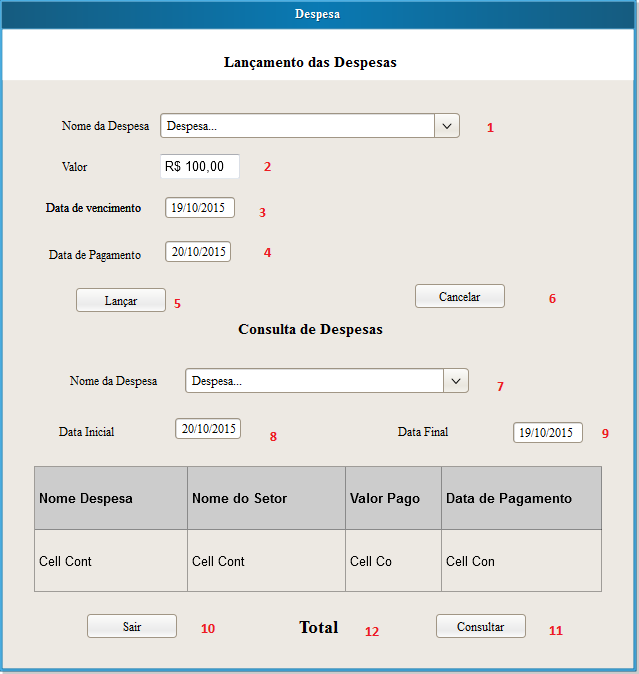 Despesa
Lançamento das Despesas
Nome da Despesa Despesa... 1
Valor R$ 100,00 2
Data de vencimento 19/10/2015 3
Data de Pagamento 20/10/2015 4
Lançar 5 Cancelar 6
Consulta de Despesas
Nome da Despesa Despesa... 7
Data Inicial 20/10/2015 8 Data Final 19/10/2015 9
Nome Despesa Nome do Setor Valor Pago Data de Pagamento
Cell Cont Cell Cont Cell Co Cell Con
Sair 10 Total 12 Consultar 11